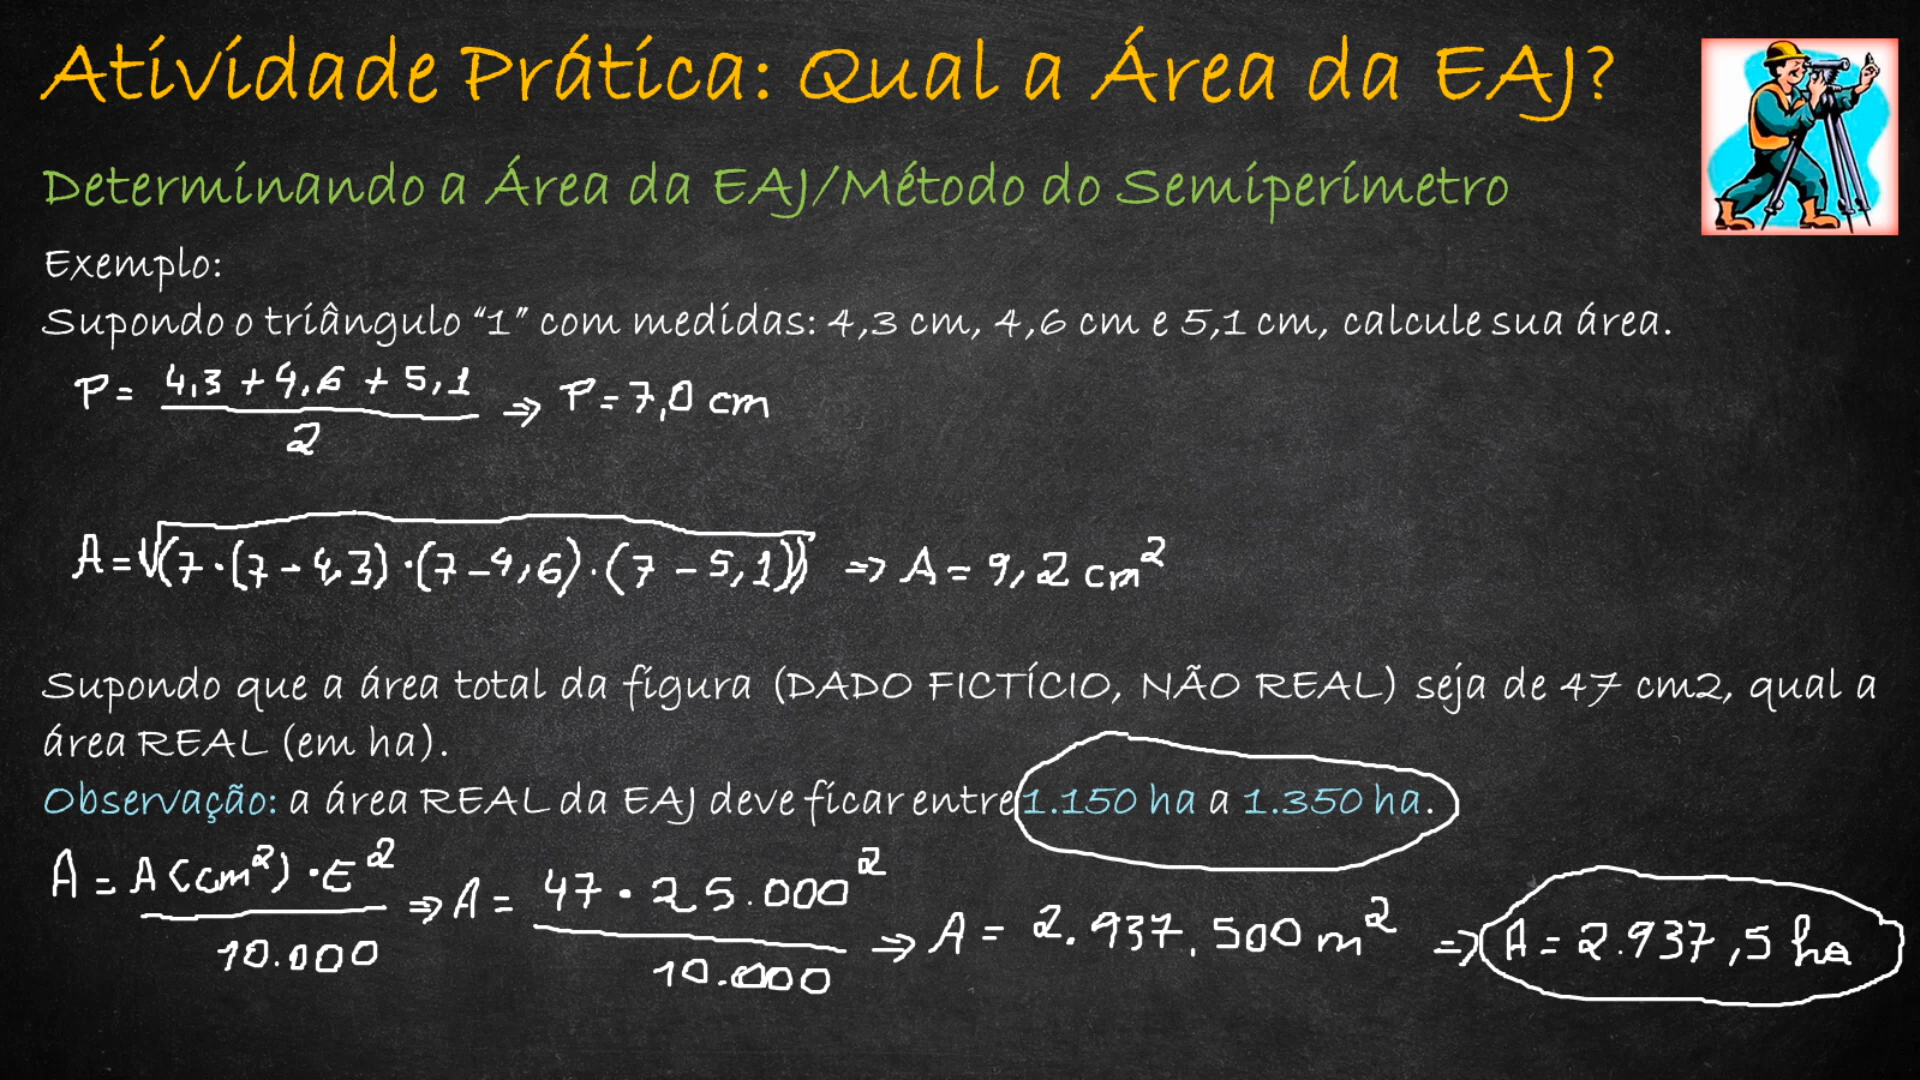 Atividade Prática: Qual a Área da EAJ?
Determinando a Área da EAJ/Método do Semiperímetro
Exemplo:
Supondo o triângulo “1” com medidas: 4,3 cm, 4,6 cm e 5,1 cm, calcule sua área.
P = (4,3 + 4,6 + 5,1) / 2 ⇒ P = 7,0 cm
A = √(7·(7-4,3)·(7-4,6)·(7-5,1)) ⇒ A = 9,2 cm²
Supondo que a área total da figura (DADO FICTÍCIO, NÃO REAL) seja de 47 cm2, qual a
área REAL (em ha).
Observação: a área REAL da EAJ deve ficar entre 1.150 ha a 1.350 ha.
A = A(cm²)·E² / 10.000 ⇒ A = 47·25.000² / 10.000 ⇒ A = 2.937.500 m² ⇒ A = 2.937,5 ha